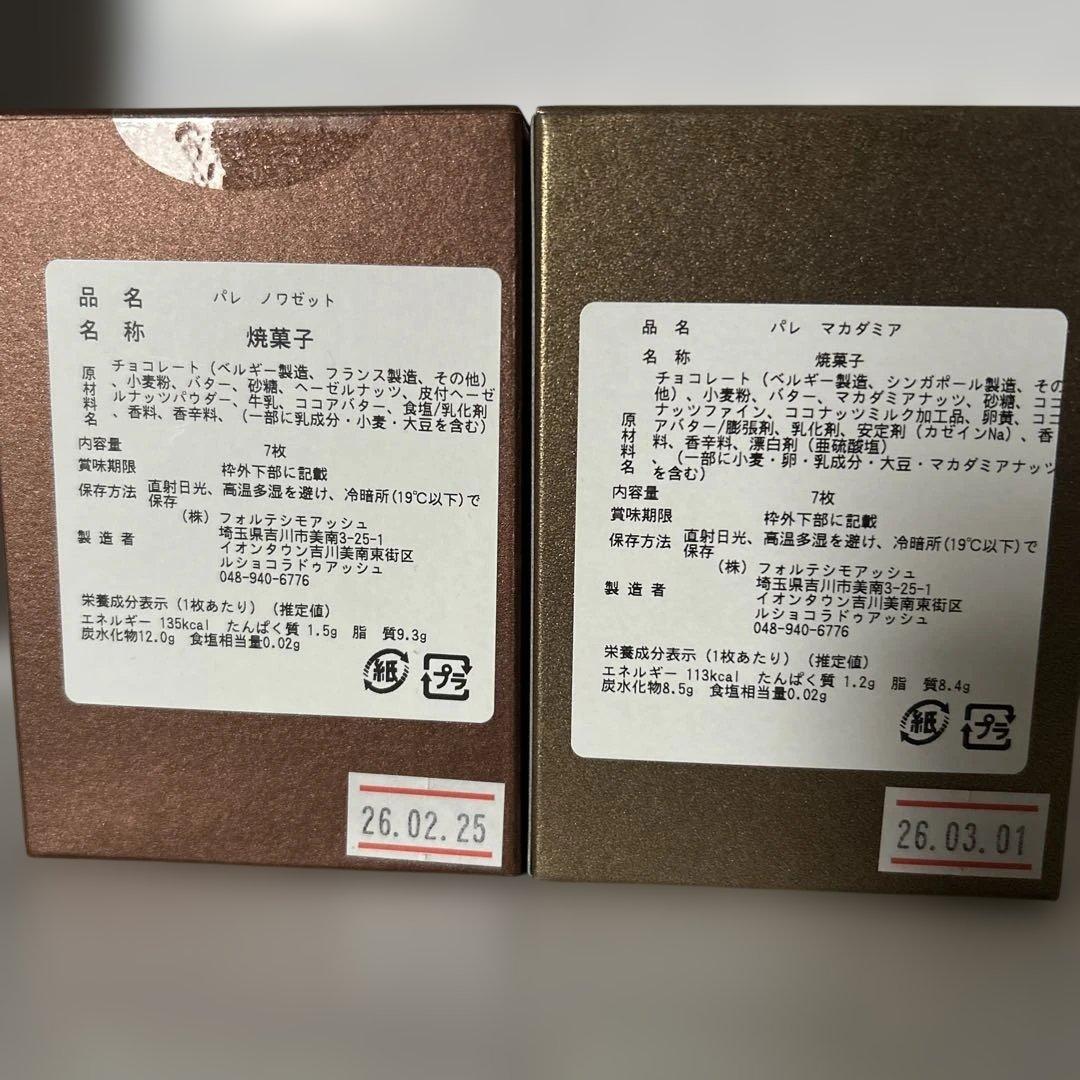 品名 パレ ノワゼット
名称 焼菓子
原材料名
チョコレート（ベルギー製造、フランス製造、その他）
、小麦粉、バター、砂糖、ヘーゼルナッツ、皮付ヘーゼ
ルナッツパウダー、牛乳、ココアバター、食塩/乳化剤
、香料、香辛料、（一部に乳成分・小麦・大豆を含む）
内容量 7枚
賞味期限 枠外下部に記載
保存方法 直射日光、高温多湿を避け、冷暗所(19℃以下)で
保存
製造者 （株）フォルテシモアッシュ
埼玉県吉川市美南3-25-1
イオンタウン吉川美南東街区
ルショコラドゥアッシュ
048-940-6776
栄養成分表示（1枚あたり）（推定値）
エネルギー 135kcal たんぱく質 1.5g 脂 質9.3g
炭水化物12.0g 食塩相当量0.02g
紙 プラ
26.02.25
品名 パレ マカダミア
名称 焼菓子
原材料名
チョコレート（ベルギー製造、シンガポール製造、その
他）、小麦粉、バター、マカダミアナッツ、砂糖、ココ
ナッツファイン、ココナッツミルク加工品、卵黄、ココ
アバター/膨張剤、乳化剤、安定剤（カゼインNa）、香
料、香辛料、漂白剤（亜硫酸塩）
、（一部に小麦・卵・乳成分・大豆・マカダミアナッツ
を含む）
内容量 7枚
賞味期限 枠外下部に記載
保存方法 直射日光、高温多湿を避け、冷暗所(19℃以下)で
保存
製造者 （株）フォルテシモアッシュ
埼玉県吉川市美南3-25-1
イオンタウン吉川美南東街区
ルショコラドゥアッシュ
048-940-6776
栄養成分表示（1枚あたり）（推定値）
エネルギー 113kcal たんぱく質 1.2g 脂 質8.4g
炭水化物8.5g 食塩相当量0.02g
紙 プラ
26.03.01